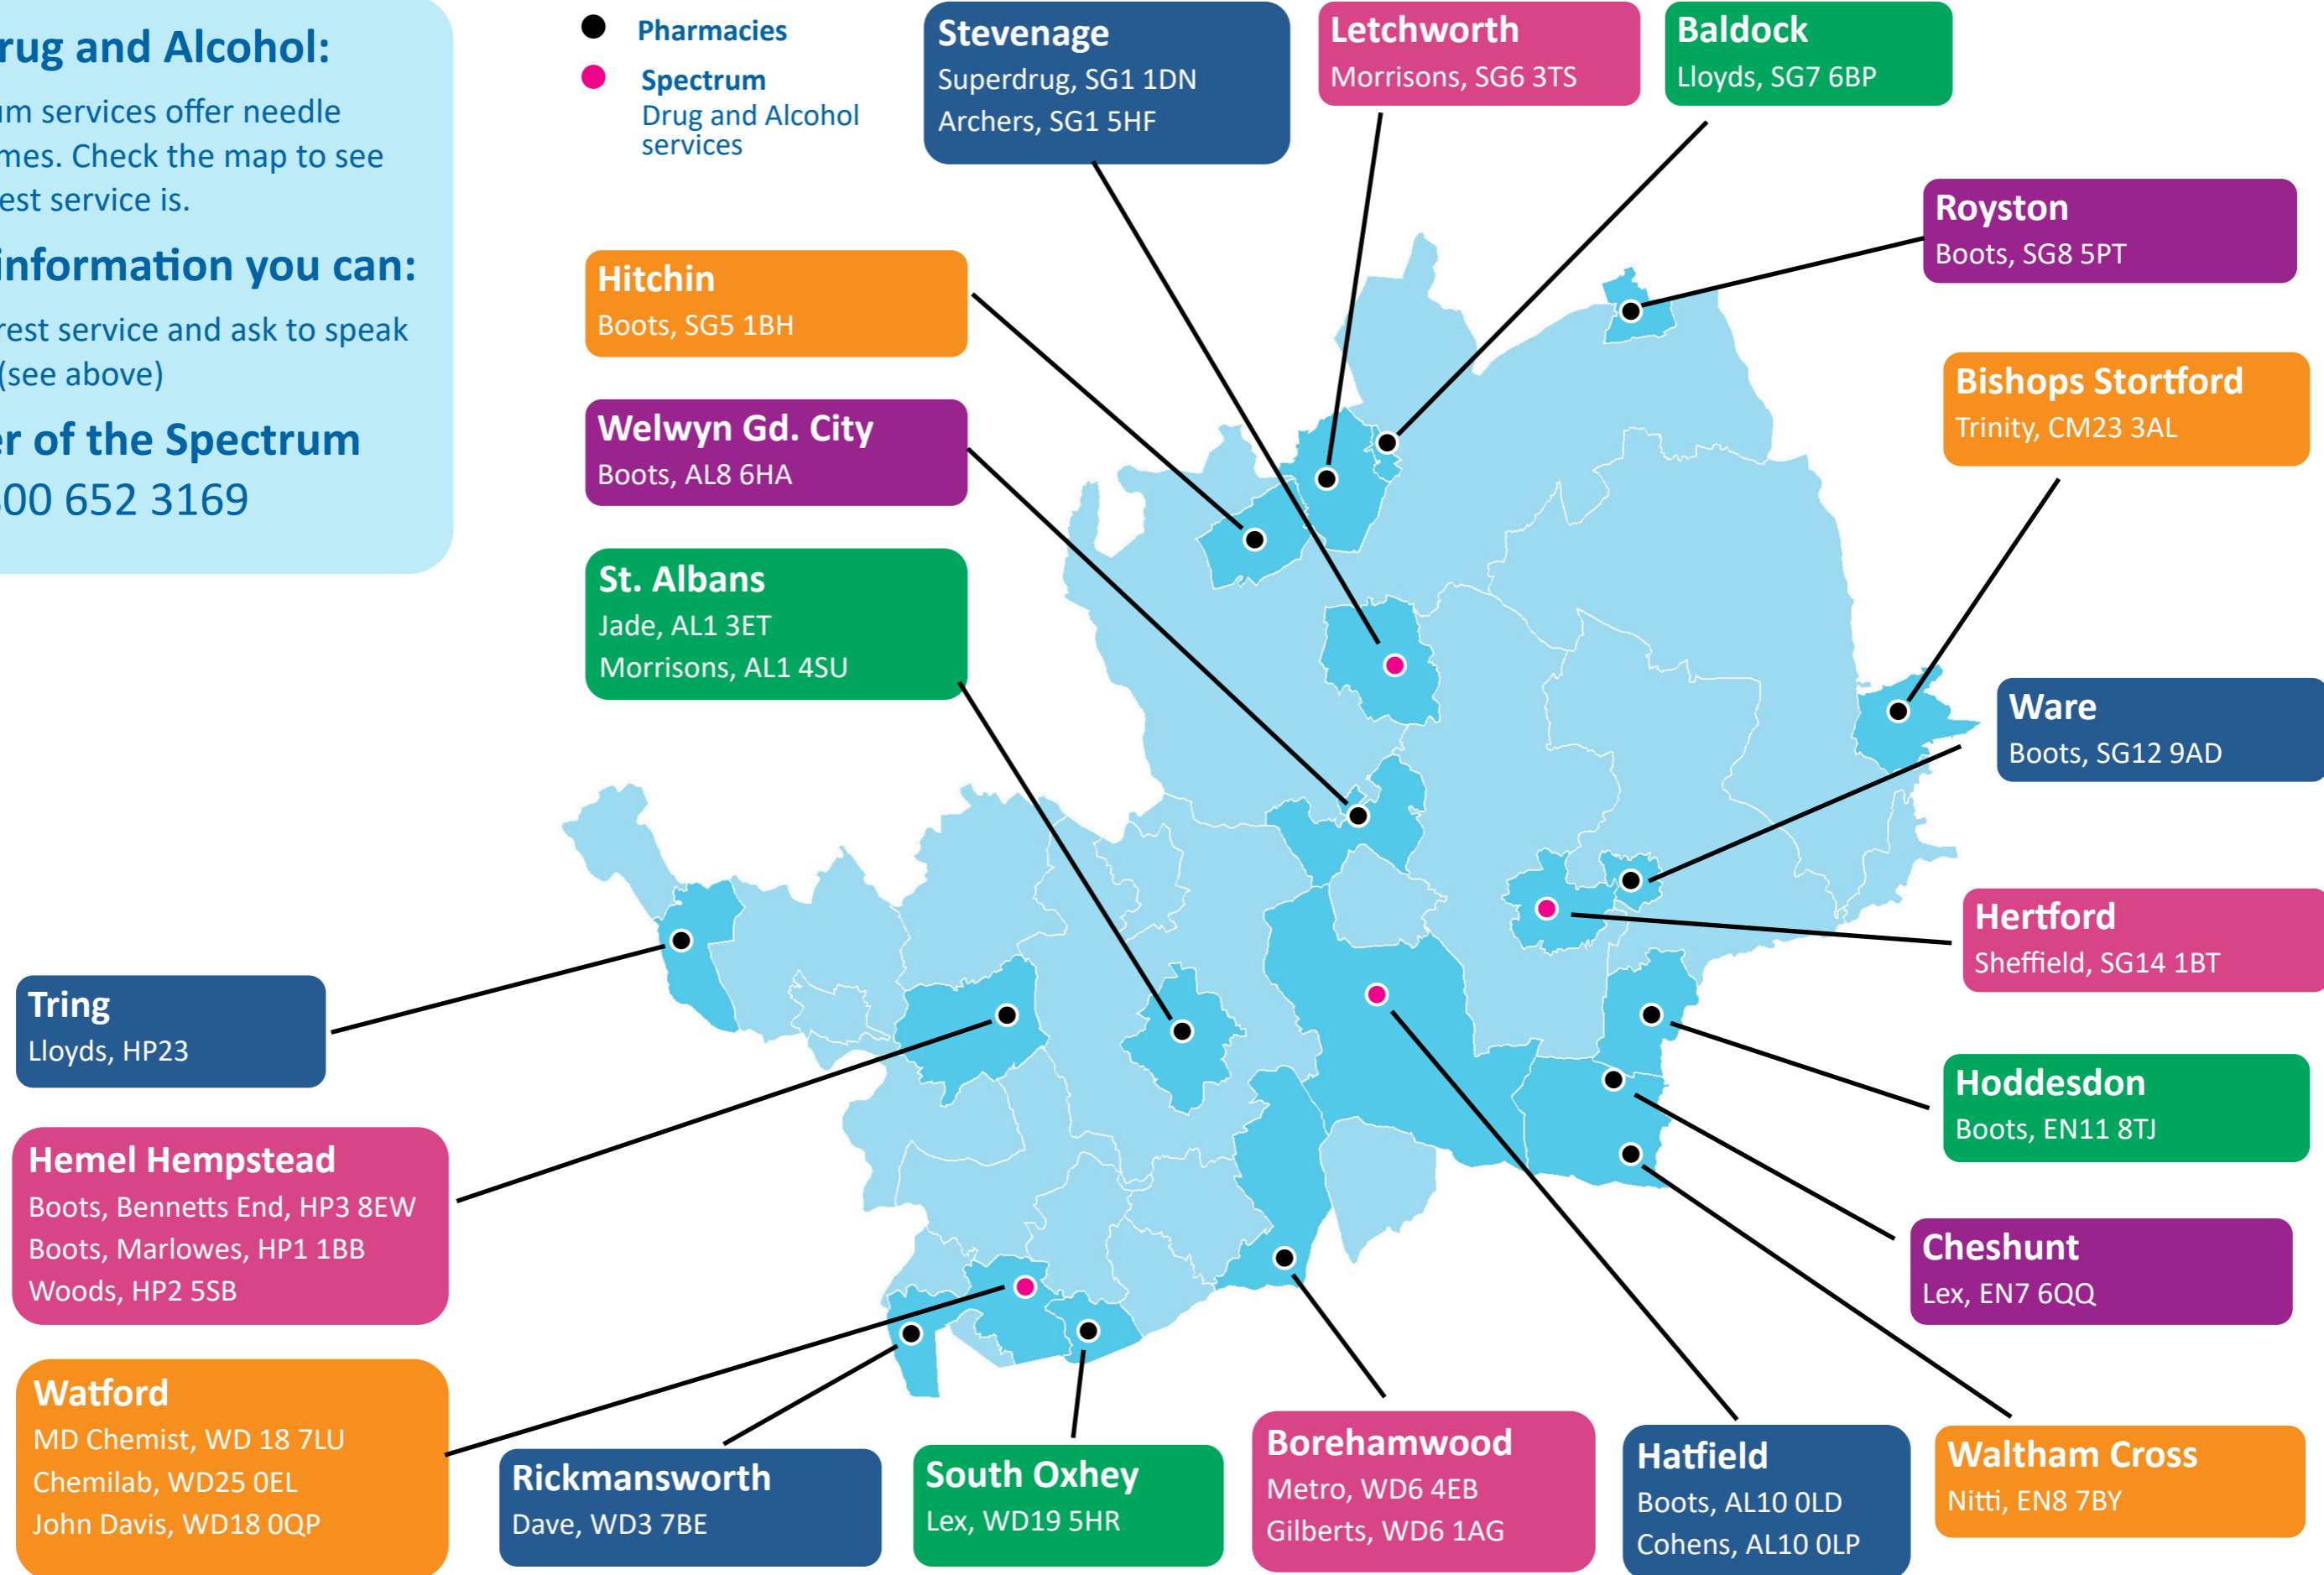 rug and Alcohol:
um services offer needle
mes. Check the map to see
rest service is.
information you can:
rest service and ask to speak
(see above)
er of the Spectrum
00 652 3169
Pharmacies
Spectrum
Drug and Alcohol
services
Stevenage
Superdrug, SG1 1DN
Archers, SG1 5HF
Letchworth
Morrisons, SG6 3TS
Baldock
Lloyds, SG7 6BP
Royston
Boots, SG8 5PT
Hitchin
Boots, SG5 1BH
Bishops Stortford
Trinity, CM23 3AL
Welwyn Gd. City
Boots, AL8 6HA
St. Albans
Jade, AL1 3ET
Morrisons, AL1 4SU
Ware
Boots, SG12 9AD
Hertford
Sheffield, SG14 1BT
Tring
Lloyds, HP23
Hoddesdon
Boots, EN11 8TJ
Hemel Hempstead
Boots, Bennetts End, HP3 8EW
Boots, Marlowes, HP1 1BB
Woods, HP2 5SB
Cheshunt
Lex, EN7 6QQ
Watford
MD Chemist, WD 18 7LU
Chemilab, WD25 0EL
John Davis, WD18 0QP
Rickmansworth
Dave, WD3 7BE
South Oxhey
Lex, WD19 5HR
Borehamwood
Metro, WD6 4EB
Gilberts, WD6 1AG
Hatfield
Boots, AL10 0LD
Cohens, AL10 0LP
Waltham Cross
Nitti, EN8 7BY